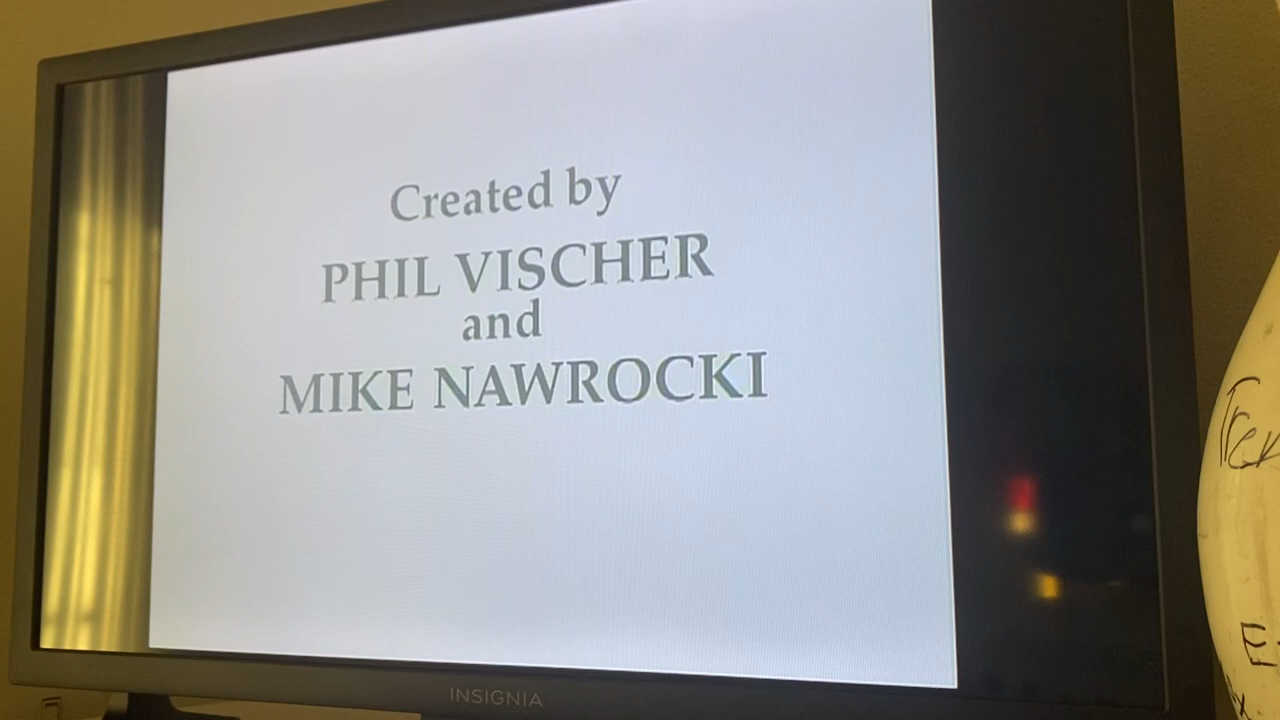 Created by
PHIL VISCHER
and
MIKE NAWROCKI
INSIGNIA